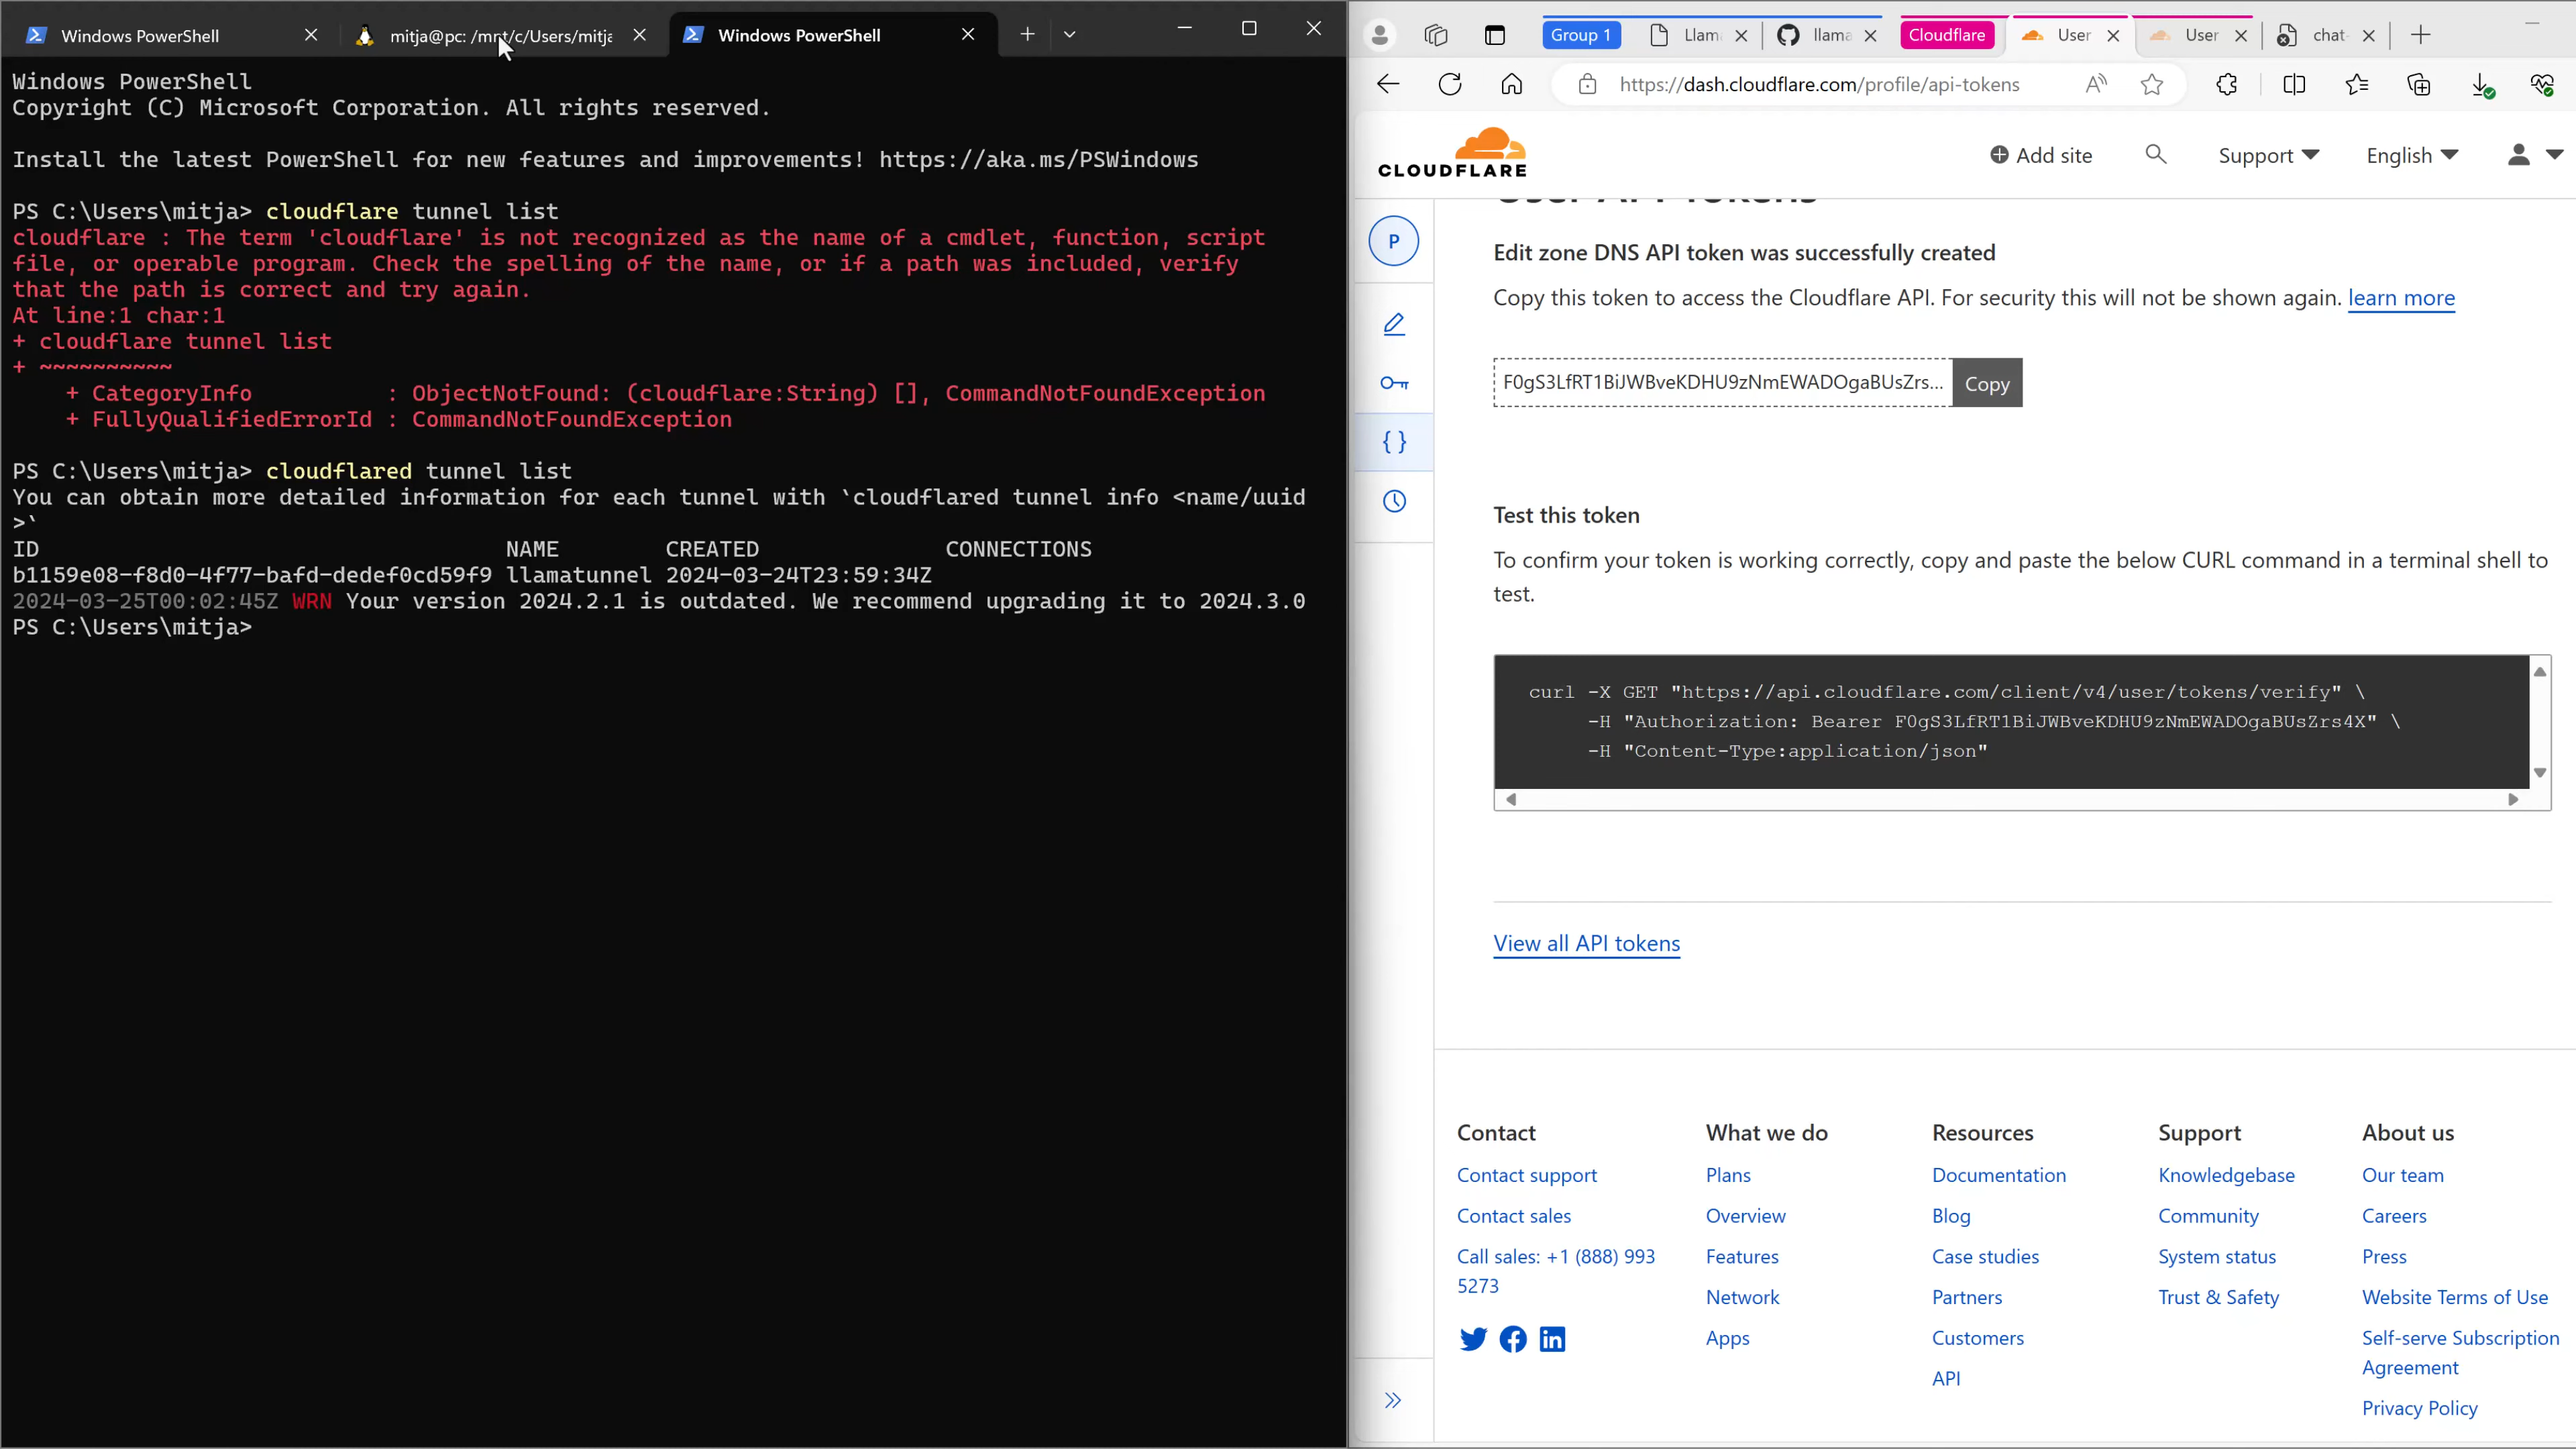 Windows PowerShell
mitja@pc: /mnt/c/Users/mitja
Windows PowerShell
Windows PowerShell
Copyright (C) Microsoft Corporation. All rights reserved.
Install the latest PowerShell for new features and improvements! https://aka.ms/PSWindows
PS C:\Users\mitja> cloudflare tunnel list
cloudflare : The term 'cloudflare' is not recognized as the name of a cmdlet, function, script
file, or operable program. Check the spelling of the name, or if a path was included, verify
that the path is correct and try again.
At line:1 char:1
+ cloudflare tunnel list
+ ~~~~~~~~~~
    + CategoryInfo          : ObjectNotFound: (cloudflare:String) [], CommandNotFoundException
    + FullyQualifiedErrorId : CommandNotFoundException
PS C:\Users\mitja> cloudflared tunnel list
You can obtain more detailed information for each tunnel with `cloudflared tunnel info <name/uuid
>`
ID                                   NAME        CREATED              CONNECTIONS
b1159e08-f8d0-4f77-bafd-dedef0cd59f9 llamatunnel 2024-03-24T23:59:34Z
2024-03-25T00:02:45Z WRN Your version 2024.2.1 is outdated. We recommend upgrading it to 2024.3.0
PS C:\Users\mitja>
Group 1
Llam
llama
Cloudflare
User
User
chat
https://dash.cloudflare.com/profile/api-tokens
CLOUDFLARE
Add site
Support
English
P
User API Tokens
Edit zone DNS API token was successfully created
Copy this token to access the Cloudflare API. For security this will not be shown again. learn more
F0gS3LfRT1BiJWBveKDHU9zNmEWADOgaBUsZrs...
Copy
Test this token
To confirm your token is working correctly, copy and paste the below CURL command in a terminal shell to
test.
curl -X GET "https://api.cloudflare.com/client/v4/user/tokens/verify" \
     -H "Authorization: Bearer F0gS3LfRT1BiJWBveKDHU9zNmEWADOgaBUsZrs4X" \
     -H "Content-Type:application/json"
View all API tokens
Contact
Contact support
Contact sales
Call sales: +1 (888) 993
5273
What we do
Plans
Overview
Features
Network
Apps
Resources
Documentation
Blog
Case studies
Partners
Customers
API
Support
Knowledgebase
Community
System status
Trust & Safety
About us
Our team
Careers
Press
Website Terms of Use
Self-serve Subscription
Agreement
Privacy Policy